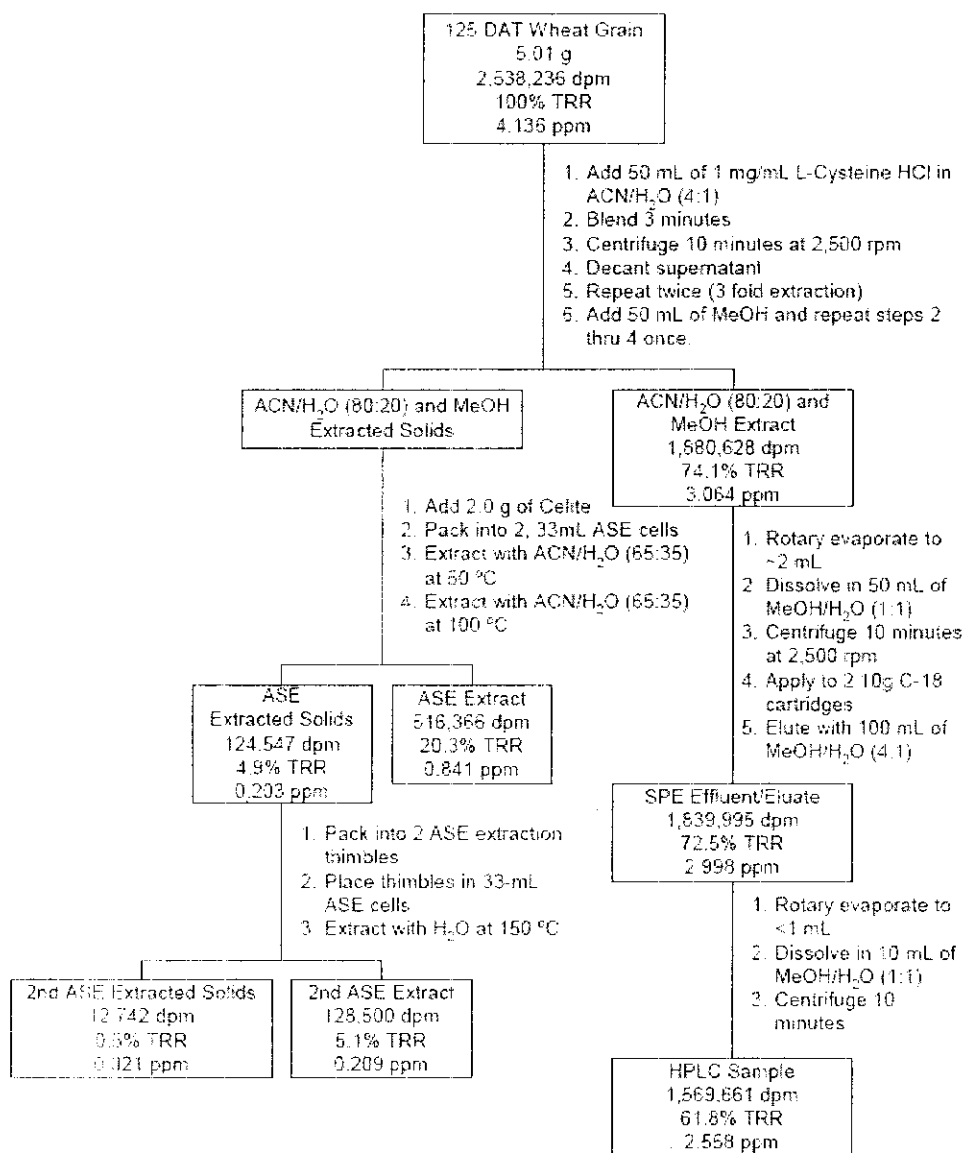 125 DAT Wheat Grain
5.01 g
2,538,236 dpm
100% TRR
4.136 ppm
1. Add 50 mL of 1 mg/mL L-Cysteine HCl in
ACN/H₂O (4:1)
2. Blend 3 minutes
3. Centrifuge 10 minutes at 2,500 rpm
4. Decant supernatant
5. Repeat twice (3 fold extraction)
6. Add 50 mL of MeOH and repeat steps 2
thru 4 once.
ACN/H₂O (80:20) and MeOH
Extracted Solids
ACN/H₂O (80:20) and
MeOH Extract
1,880,628 dpm
74.1% TRR
3.064 ppm
1. Add 2.0 g of Celite
2. Pack into 2, 33mL ASE cells
3. Extract with ACN/H₂O (65:35)
at 60 ºC
4. Extract with ACN/H₂O (65:35)
at 100 ºC
1. Rotary evaporate to
~2 mL
2 Dissolve in 50 mL of
MeOH/H₂O (1:1)
3. Centrifuge 10 minutes
at 2,500 rpm
4. Apply to 2 10g C-18
cartridges
5. Elute with 100 mL of
MeOH/H₂O (4:1)
ASE
Extracted Solids
124,547 dpm
4.9% TRR
0.203 ppm
ASE Extract
516,366 dpm
20.3% TRR
0.841 ppm
SPE Effluent/Eluate
1,839,995 dpm
72.5% TRR
2.998 ppm
1. Pack into 2 ASE extraction
thimbles
2. Place thimbles in 33-mL
ASE cells
3 Extract with H₂O at 150 ºC
1. Rotary evaporate to
<1 mL
2. Dissolve in 10 mL of
MeOH/H₂O (1:1)
3. Centrifuge 10
minutes
2nd ASE Extracted Solids
12,742 dpm
0.5% TRR
0.021 ppm
2nd ASE Extract
128,500 dpm
5.1% TRR
0.209 ppm
HPLC Sample
1,569,661 dpm
61.8% TRR
2.558 ppm